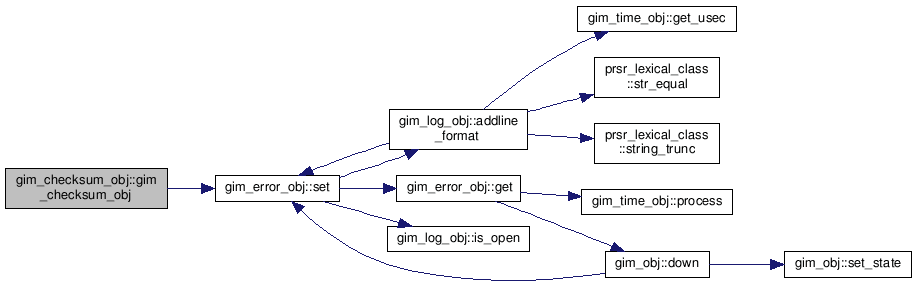 gim_time_obj::get_usec
prsr_lexical_class
::str_equal
gim_log_obj::addline
_format
prsr_lexical_class
::string_trunc
gim_checksum_obj::gim
_checksum_obj
gim_error_obj::set
gim_error_obj::get
gim_time_obj::process
gim_log_obj::is_open
gim_obj::down
gim_obj::set_state